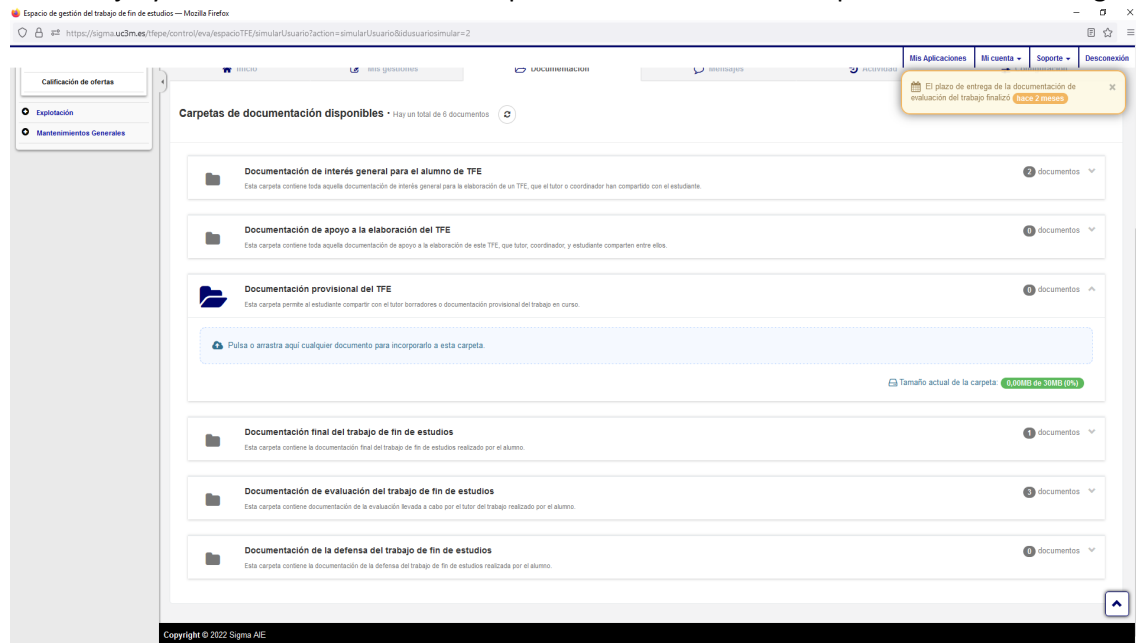 Espacio de gestión del trabajo de fin de estudios — Mozilla Firefox
https://sigma.uc3m.es/tfepe/control/eva/espacioTFE/simularUsuario?action=simularUsuario&idusuariosimular=2
Mis Aplicaciones Mi cuenta Soporte Desconexión
Calificación de ofertas
Inicio Mis gestiones Documentación Mensajes Actividad
El plazo de entrega de la documentación de
evaluación del trabajo finalizó hace 2 meses
Explotación
Mantenimientos Generales
Carpetas de documentación disponibles · Hay un total de 6 documentos
Documentación de interés general para el alumno de TFE
2 documentos
Esta carpeta contiene toda aquella documentación de interés general para la elaboración de un TFE, que el tutor o coordinador han compartido con el estudiante.
Documentación de apoyo a la elaboración del TFE
0 documentos
Esta carpeta contiene toda aquella documentación de apoyo a la elaboración de este TFE, que tutor, coordinador, y estudiante comparten entre ellos.
Documentación provisional del TFE
0 documentos
Esta carpeta permite al estudiante compartir con el tutor borradores o documentación provisional del trabajo en curso.
Pulsa o arrastra aquí cualquier documento para incorporarlo a esta carpeta.
Tamaño actual de la carpeta: 0,00MB de 30MB (0%)
Documentación final del trabajo de fin de estudios
1 documentos
Esta carpeta contiene la documentación final del trabajo de fin de estudios realizado por el alumno.
Documentación de evaluación del trabajo de fin de estudios
3 documentos
Esta carpeta contiene documentación de la evaluación llevada a cabo por el tutor del trabajo realizado por el alumno.
Documentación de la defensa del trabajo de fin de estudios
0 documentos
Esta carpeta contiene la documentación de la defensa del trabajo de fin de estudios realizada por el alumno.
Copyright © 2022 Sigma AIE